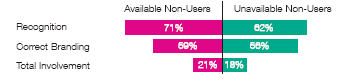 Available Non-Users Unavailable Non-Users
Recognition 71% 62%
Correct Branding 69% 56%
Total Involvement 21% 18%